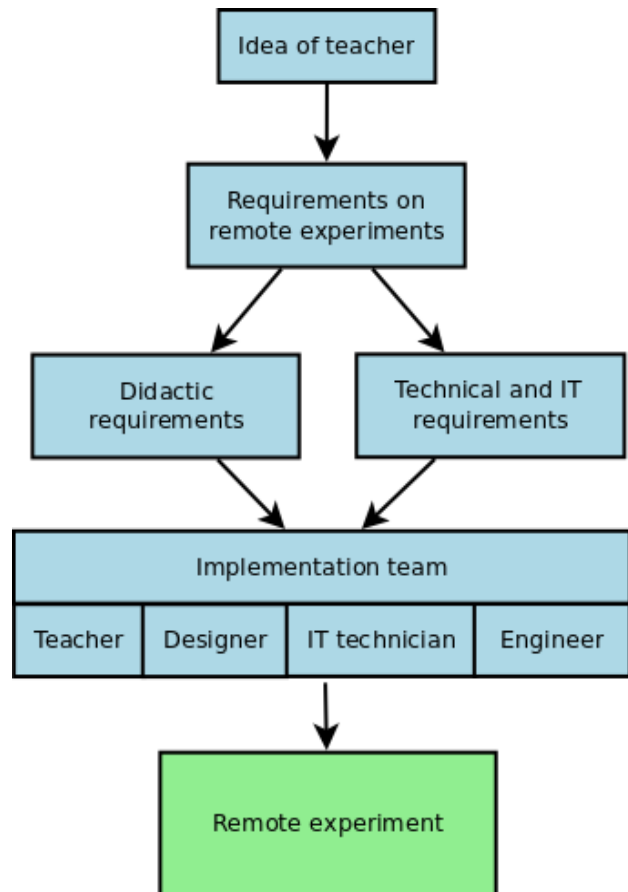 Idea of teacher
Requirements on
remote experiments
Didactic
requirements
Technical and IT
requirements
Implementation team
Teacher
Designer
IT technician
Engineer
Remote experiment